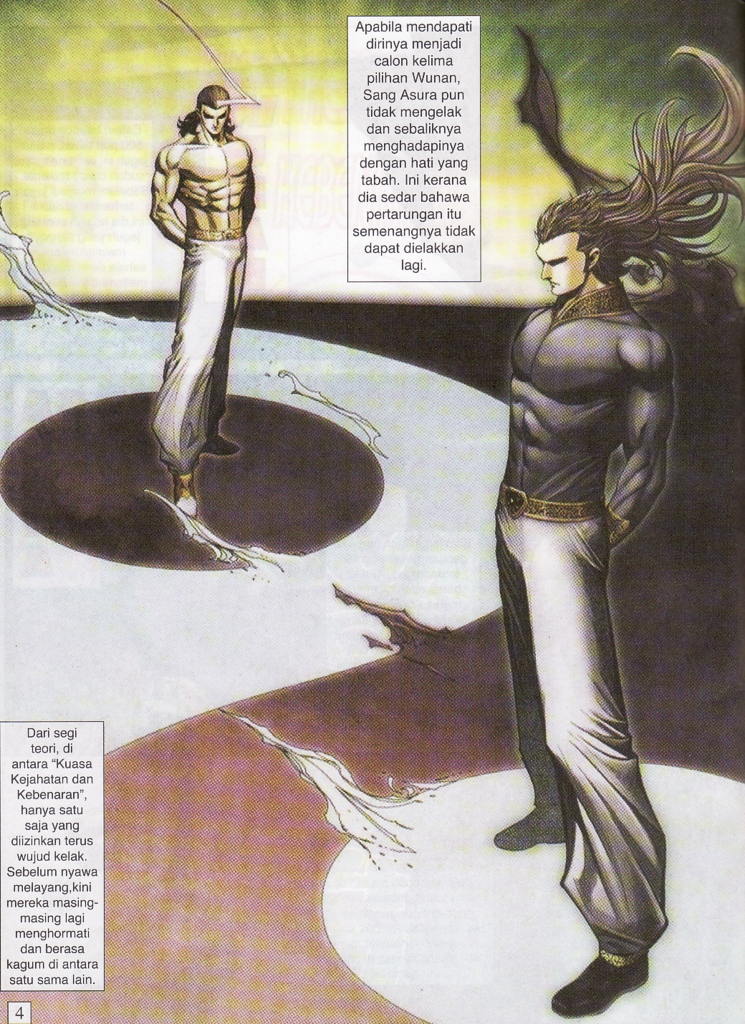 Apabila mendapati
dirinya menjadi
calon kelima
pilihan Wunan,
Sang Asura pun
tidak mengelak
dan sebaliknya
menghadapinya
dengan hati yang
tabah. Ini kerana
dia sedar bahawa
pertarungan itu
semenangnya tidak
dapat dielakkan
lagi.
Dari segi
teori, di
antara "Kuasa
Kejahatan dan
Kebenaran",
hanya satu
saja yang
diizinkan terus
wujud kelak.
Sebelum nyawa
melayang,kini
mereka masing-
masing lagi
menghormati
dan berasa
kagum di antara
satu sama lain.
4